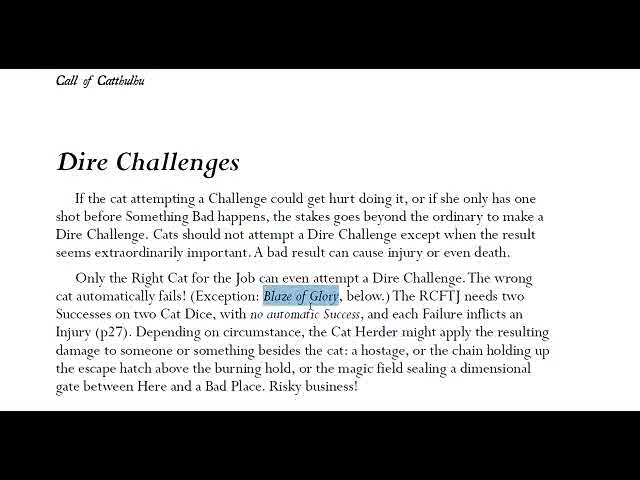 Call of Catthulhu
Dire Challenges
If the cat attempting a Challenge could get hurt doing it, or if she only has one
shot before Something Bad happens, the stakes goes beyond the ordinary to make a
Dire Challenge. Cats should not attempt a Dire Challenge except when the result
seems extraordinarily important. A bad result can cause injury or even death.
Only the Right Cat for the Job can even attempt a Dire Challenge. The wrong
cat automatically fails! (Exception: Blaze of Glory, below.) The RCFTJ needs two
Successes on two Cat Dice, with no automatic Success, and each Failure inflicts an
Injury (p27). Depending on circumstance, the Cat Herder might apply the resulting
damage to someone or something besides the cat: a hostage, or the chain holding up
the escape hatch above the burning hold, or the magic field sealing a dimensional
gate between Here and a Bad Place. Risky business!